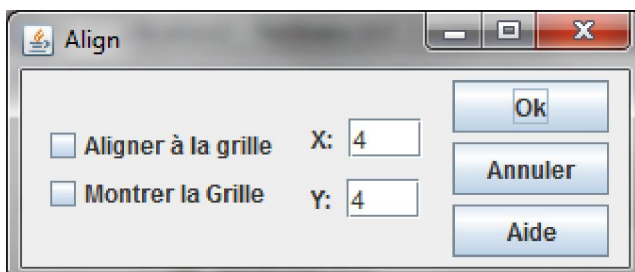 Align
Aligner à la grille
Montrer la Grille
X: 4
Y: 4
Ok
Annuler
Aide